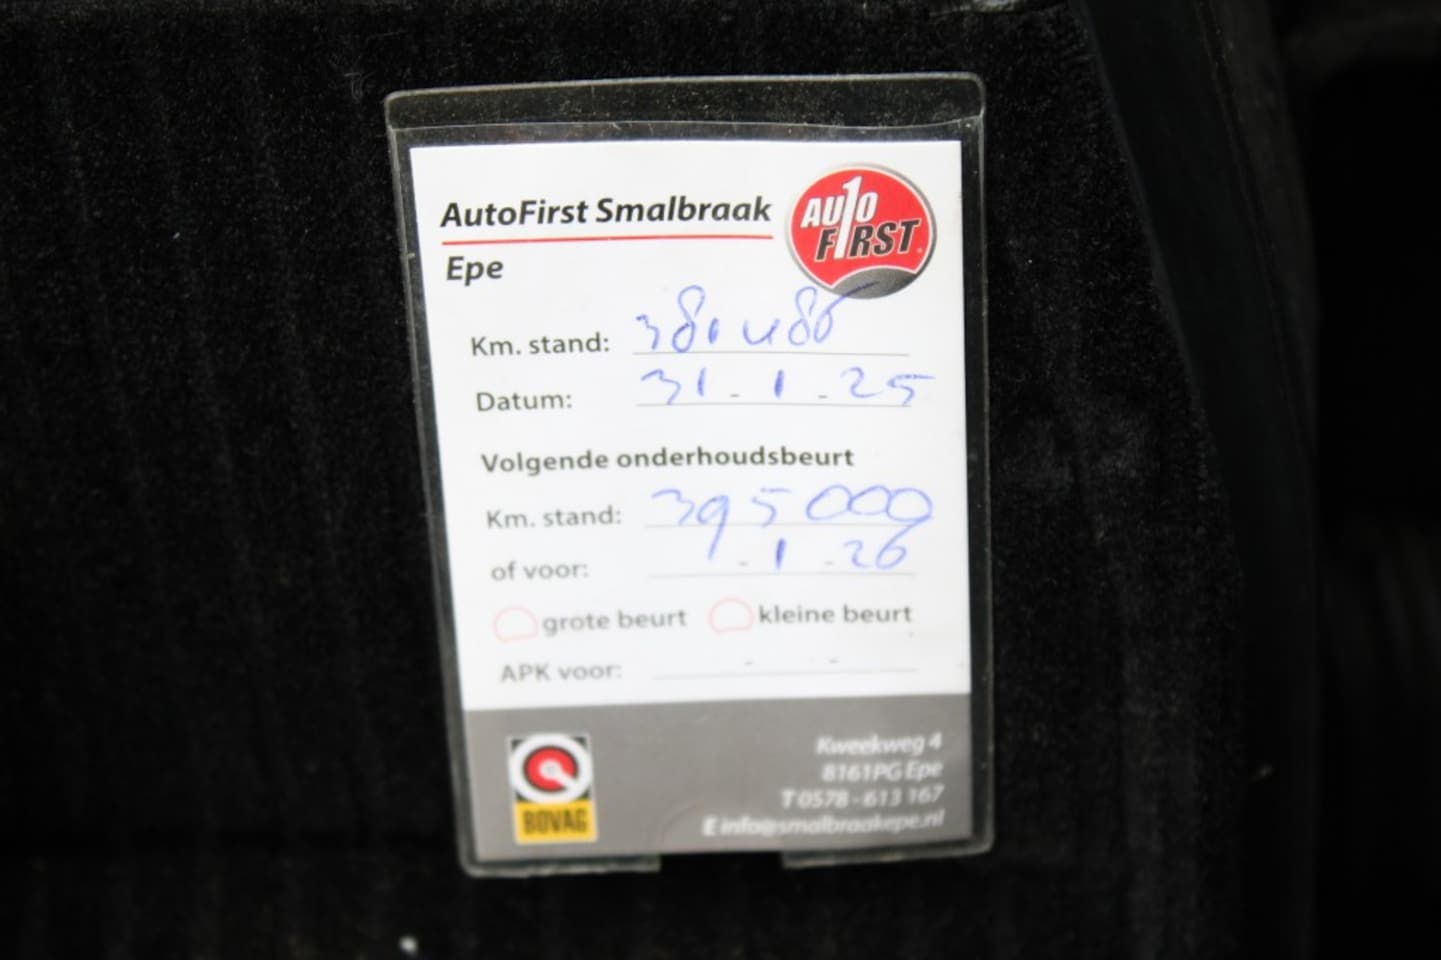 AutoFirst Smalbraak
AUTO
FIRST
Epe
Km. stand: 381486
Datum: 31-1-25
Volgende onderhoudsbeurt
Km. stand: 395000
of voor: -1-26
grote beurt kleine beurt
APK voor: - -
BOVAG
Kweekweg 4
8161PG Epe
T 0578 - 613 167
E info@smalbraakepe.nl